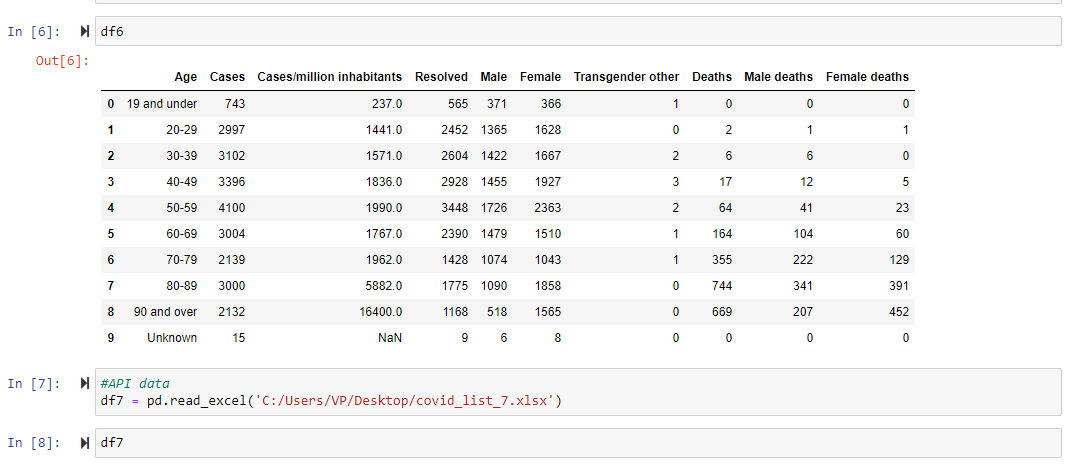 In [6]: df6
Out[6]:
Age Cases Cases/million inhabitants Resolved Male Female Transgender other Deaths Male deaths Female deaths
0 19 and under 743 237.0 565 371 366 1 0 0 0
1 20-29 2997 1441.0 2452 1365 1628 0 2 1 1
2 30-39 3102 1571.0 2604 1422 1667 2 6 6 0
3 40-49 3396 1836.0 2928 1455 1927 3 17 12 5
4 50-59 4100 1990.0 3448 1726 2363 2 64 41 23
5 60-69 3004 1767.0 2390 1479 1510 1 164 104 60
6 70-79 2139 1962.0 1428 1074 1043 1 355 222 129
7 80-89 3000 5882.0 1775 1090 1858 0 744 341 391
8 90 and over 2132 16400.0 1168 518 1565 0 669 207 452
9 Unknown 15 NaN 9 6 8 0 0 0 0
In [7]: #API data
df7 = pd.read_excel('C:/Users/VP/Desktop/covid_list_7.xlsx')
In [8]: df7